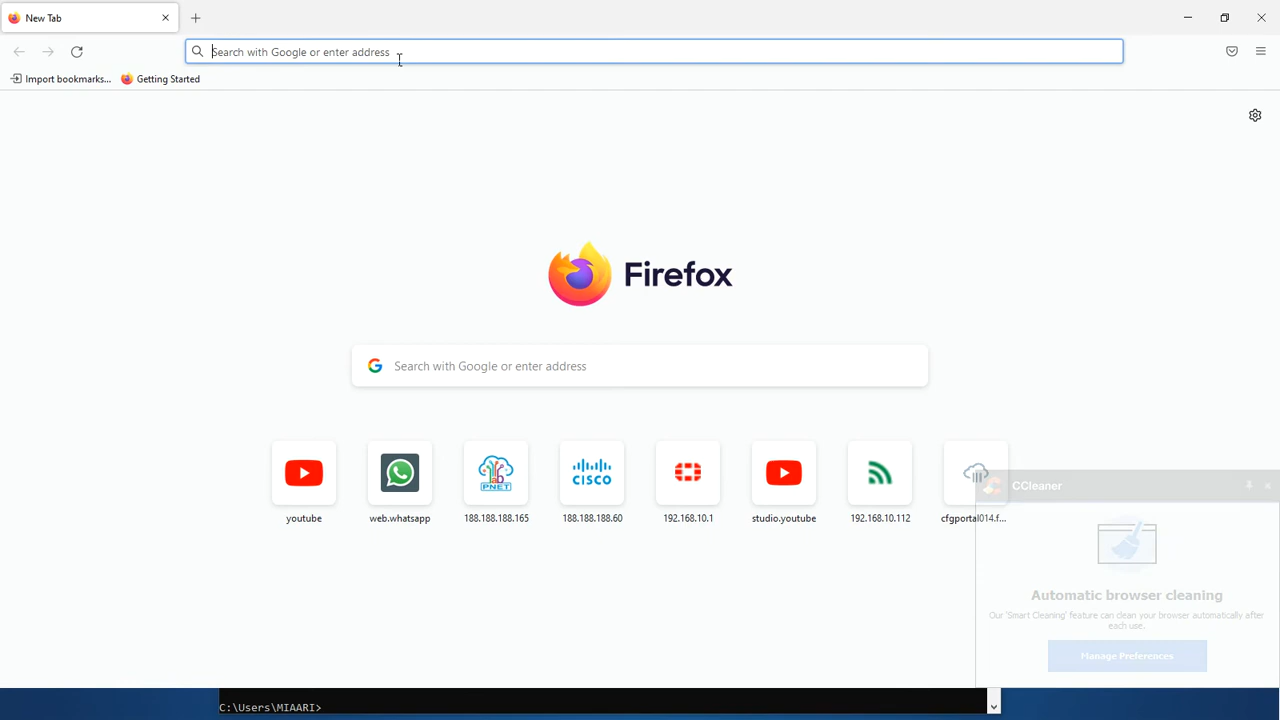 New Tab
Search with Google or enter address
Import bookmarks...
Getting Started
Firefox
Search with Google or enter address
PNET
CISCO
youtube
web.whatsapp
188.188.188.165
188.188.188.60
192.168.10.1
studio.youtube
192.168.10.112
cfgportal014.f...
CCleaner
Automatic browser cleaning
Our 'Smart Cleaning' feature can clean your browser automatically after
each use.
Manage Preferences
C:\Users\MIAARI>